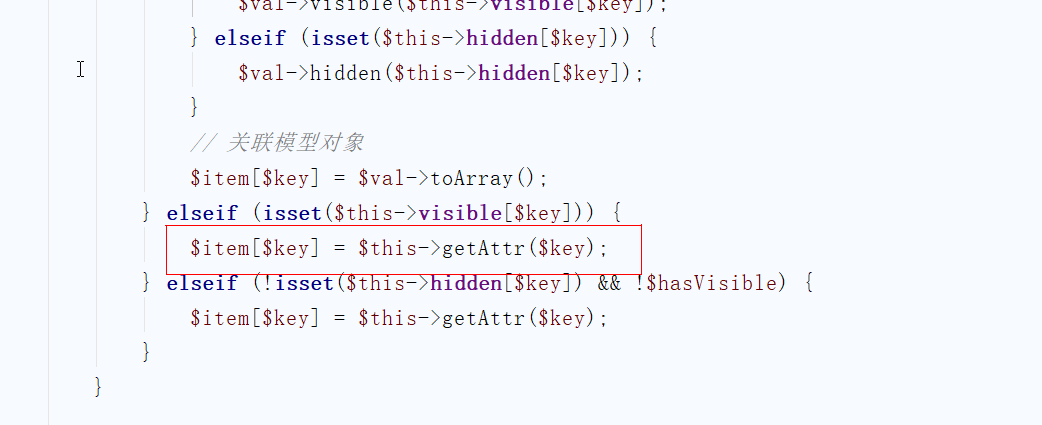 $val->visible($this->visible[$key]);
} elseif (isset($this->hidden[$key])) {
$val->hidden($this->hidden[$key]);
}
// 关联模型对象
$item[$key] = $val->toArray();
} elseif (isset($this->visible[$key])) {
$item[$key] = $this->getAttr($key);
} elseif (!isset($this->hidden[$key]) && !$hasVisible) {
$item[$key] = $this->getAttr($key);
}
}